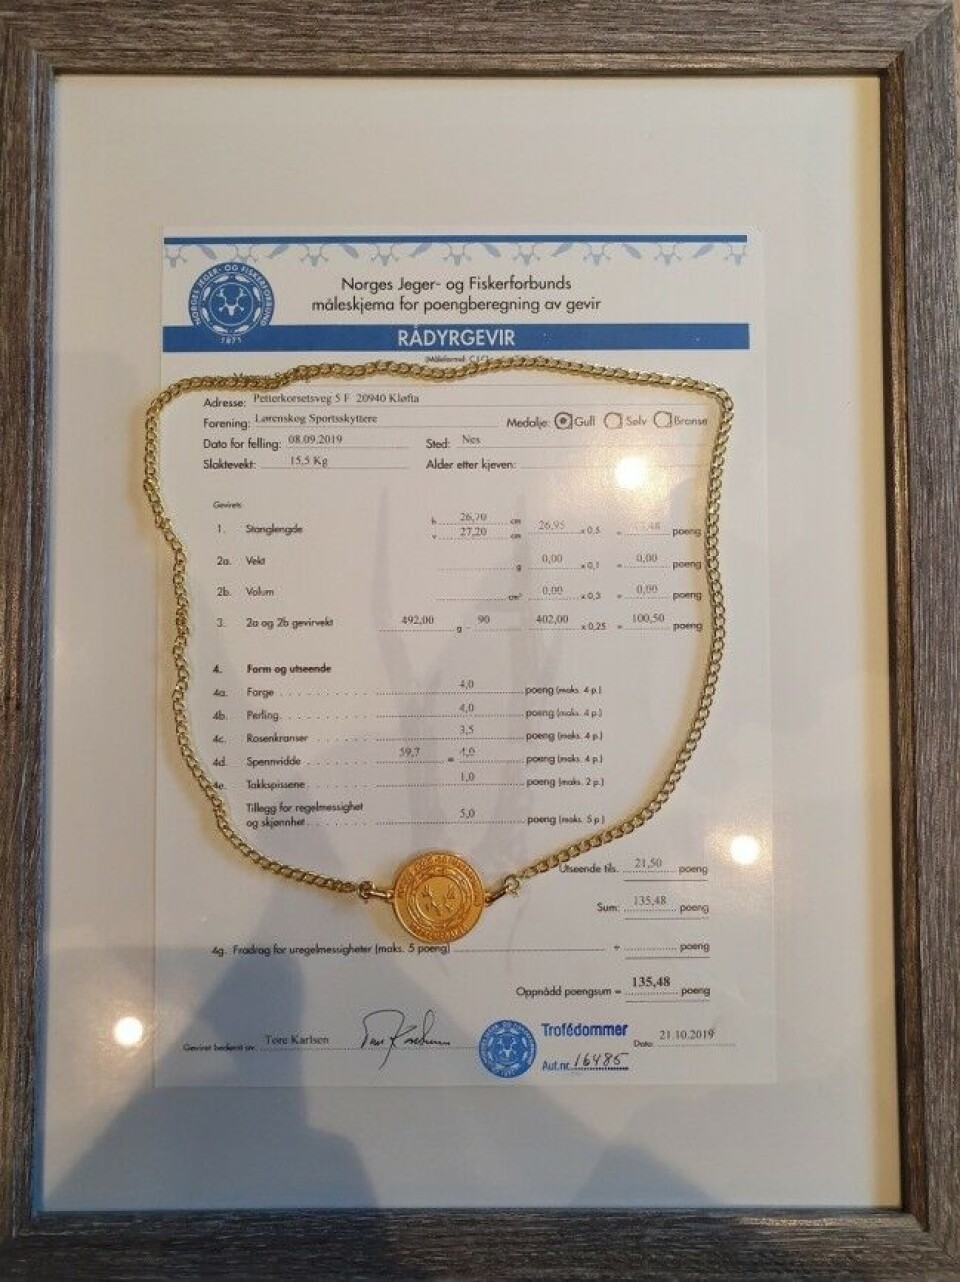 NORGES JEGER- OG FISKERFORBUND
1871
Norges Jeger- og Fiskerforbunds
måleskjema for poengberegning av gevir
RÅDYRGEVIR
(Måleformel: C.I.C)
Adresse: Petterkorsetsveg 5 F 20940 Kløfta
Forening: Lørenskog Sportsskyttere Medalje: Gull Sølv Bronse
Dato for felling: 08.09.2019 Sted: Nes
Slaktevekt: 15,5 Kg Alder etter kjeven:
Gevirets:
1. Stanglengde h 26,70 cm
v 27,20 cm 26,95 x 0,5 = 13,48 poeng
2a. Vekt g 0,00 x 0,1 = 0,00 poeng
2b. Volum cm³ 0,00 x 0,3 = 0,00 poeng
3. 2a og 2b gevirvekt 492,00 g - 90 402,00 x 0,25 = 100,50 poeng
4. Form og utseende
4a. Farge 4,0 poeng (maks. 4 p.)
4b. Perling 4,0 poeng (maks. 4 p.)
4c. Rosenkranser 3,5 poeng (maks. 4 p.)
4d. Spennvidde 59,7 = 4,0 poeng (maks. 4 p.)
4e. Takkspissene 1,0 poeng (maks. 2 p.)
Tillegg for regelmessighet
og skjønnhet 5,0 poeng (maks. 5 p.)
Utseende tils. 21,50 poeng
Sum: 135,48 poeng
4g. Fradrag for uregelmessigheter (maks. 5 poeng) ÷ poeng
Oppnådd poengsum = 135,48 poeng
Geviret bedømt av: Tore Karlsen Trofédommer Dato: 21.10.2019
Aut.nr. 16485